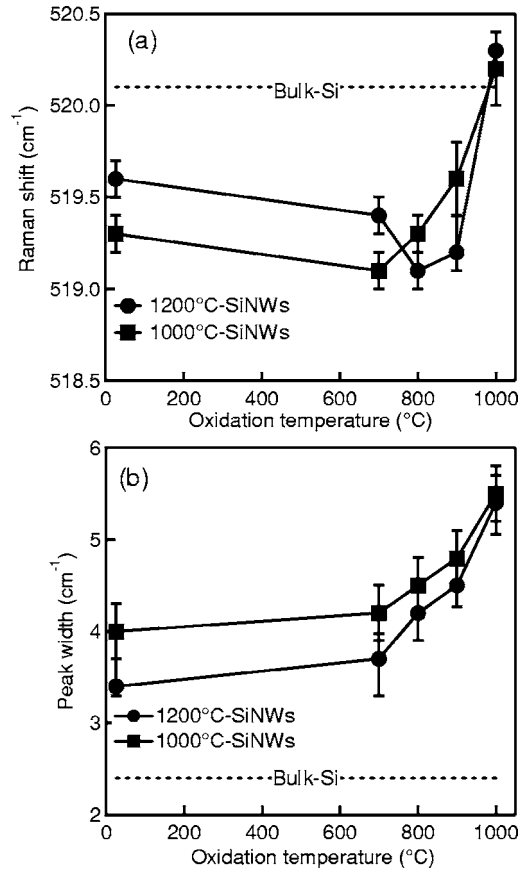 (a)
520.5
520.0
519.5
519.0
518.5
Raman shift (cm⁻¹)
Bulk-Si
1200°C-SiNWs
1000°C-SiNWs
0 200 400 600 800 1000
Oxidation temperature (°C)
(b)
6
5
4
3
2
Peak width (cm⁻¹)
1200°C-SiNWs
1000°C-SiNWs
Bulk-Si
0 200 400 600 800 1000
Oxidation temperature (°C)